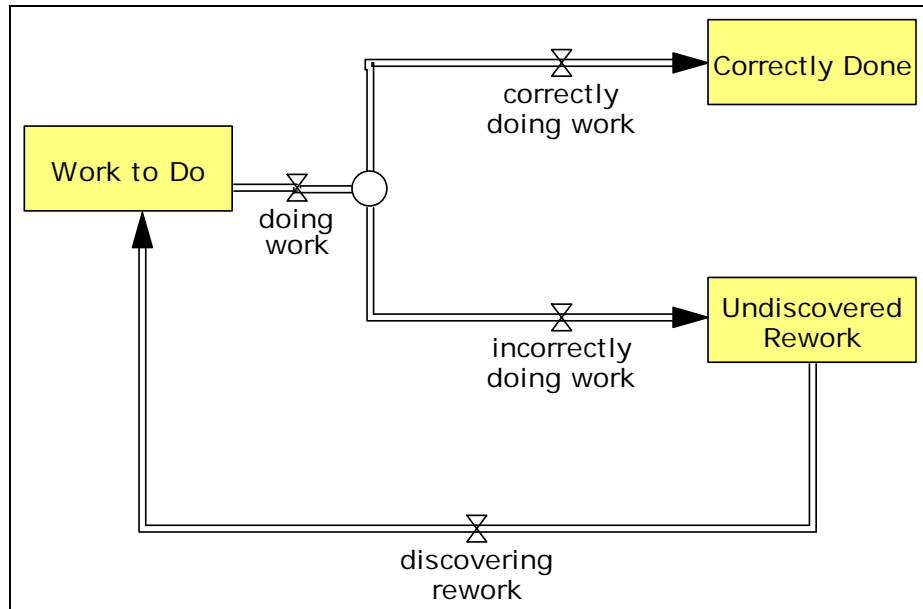 Correctly Done
correctly
doing work
Work to Do
doing
work
Undiscovered
Rework
incorrectly
doing work
discovering
rework